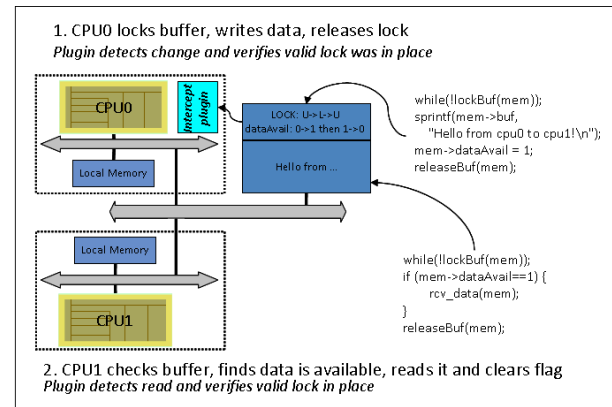 1. CPU0 locks buffer, writes data, releases lock
Plugin detects change and verifies valid lock was in place
CPU0
Intercept
plugin
Local Memory
LOCK: U->L->U
dataAvail: 0->1 then 1->0
Hello from ...
while(!lockBuf(mem));
sprintf(mem->buf,
"Hello from cpu0 to cpu1!\n");
mem->dataAvail = 1;
releaseBuf(mem);
Local Memory
CPU1
while(!lockBuf(mem));
if (mem->dataAvail==1) {
rcv_data(mem);
}
releaseBuf(mem);
2. CPU1 checks buffer, finds data is available, reads it and clears flag
Plugin detects read and verifies valid lock in place